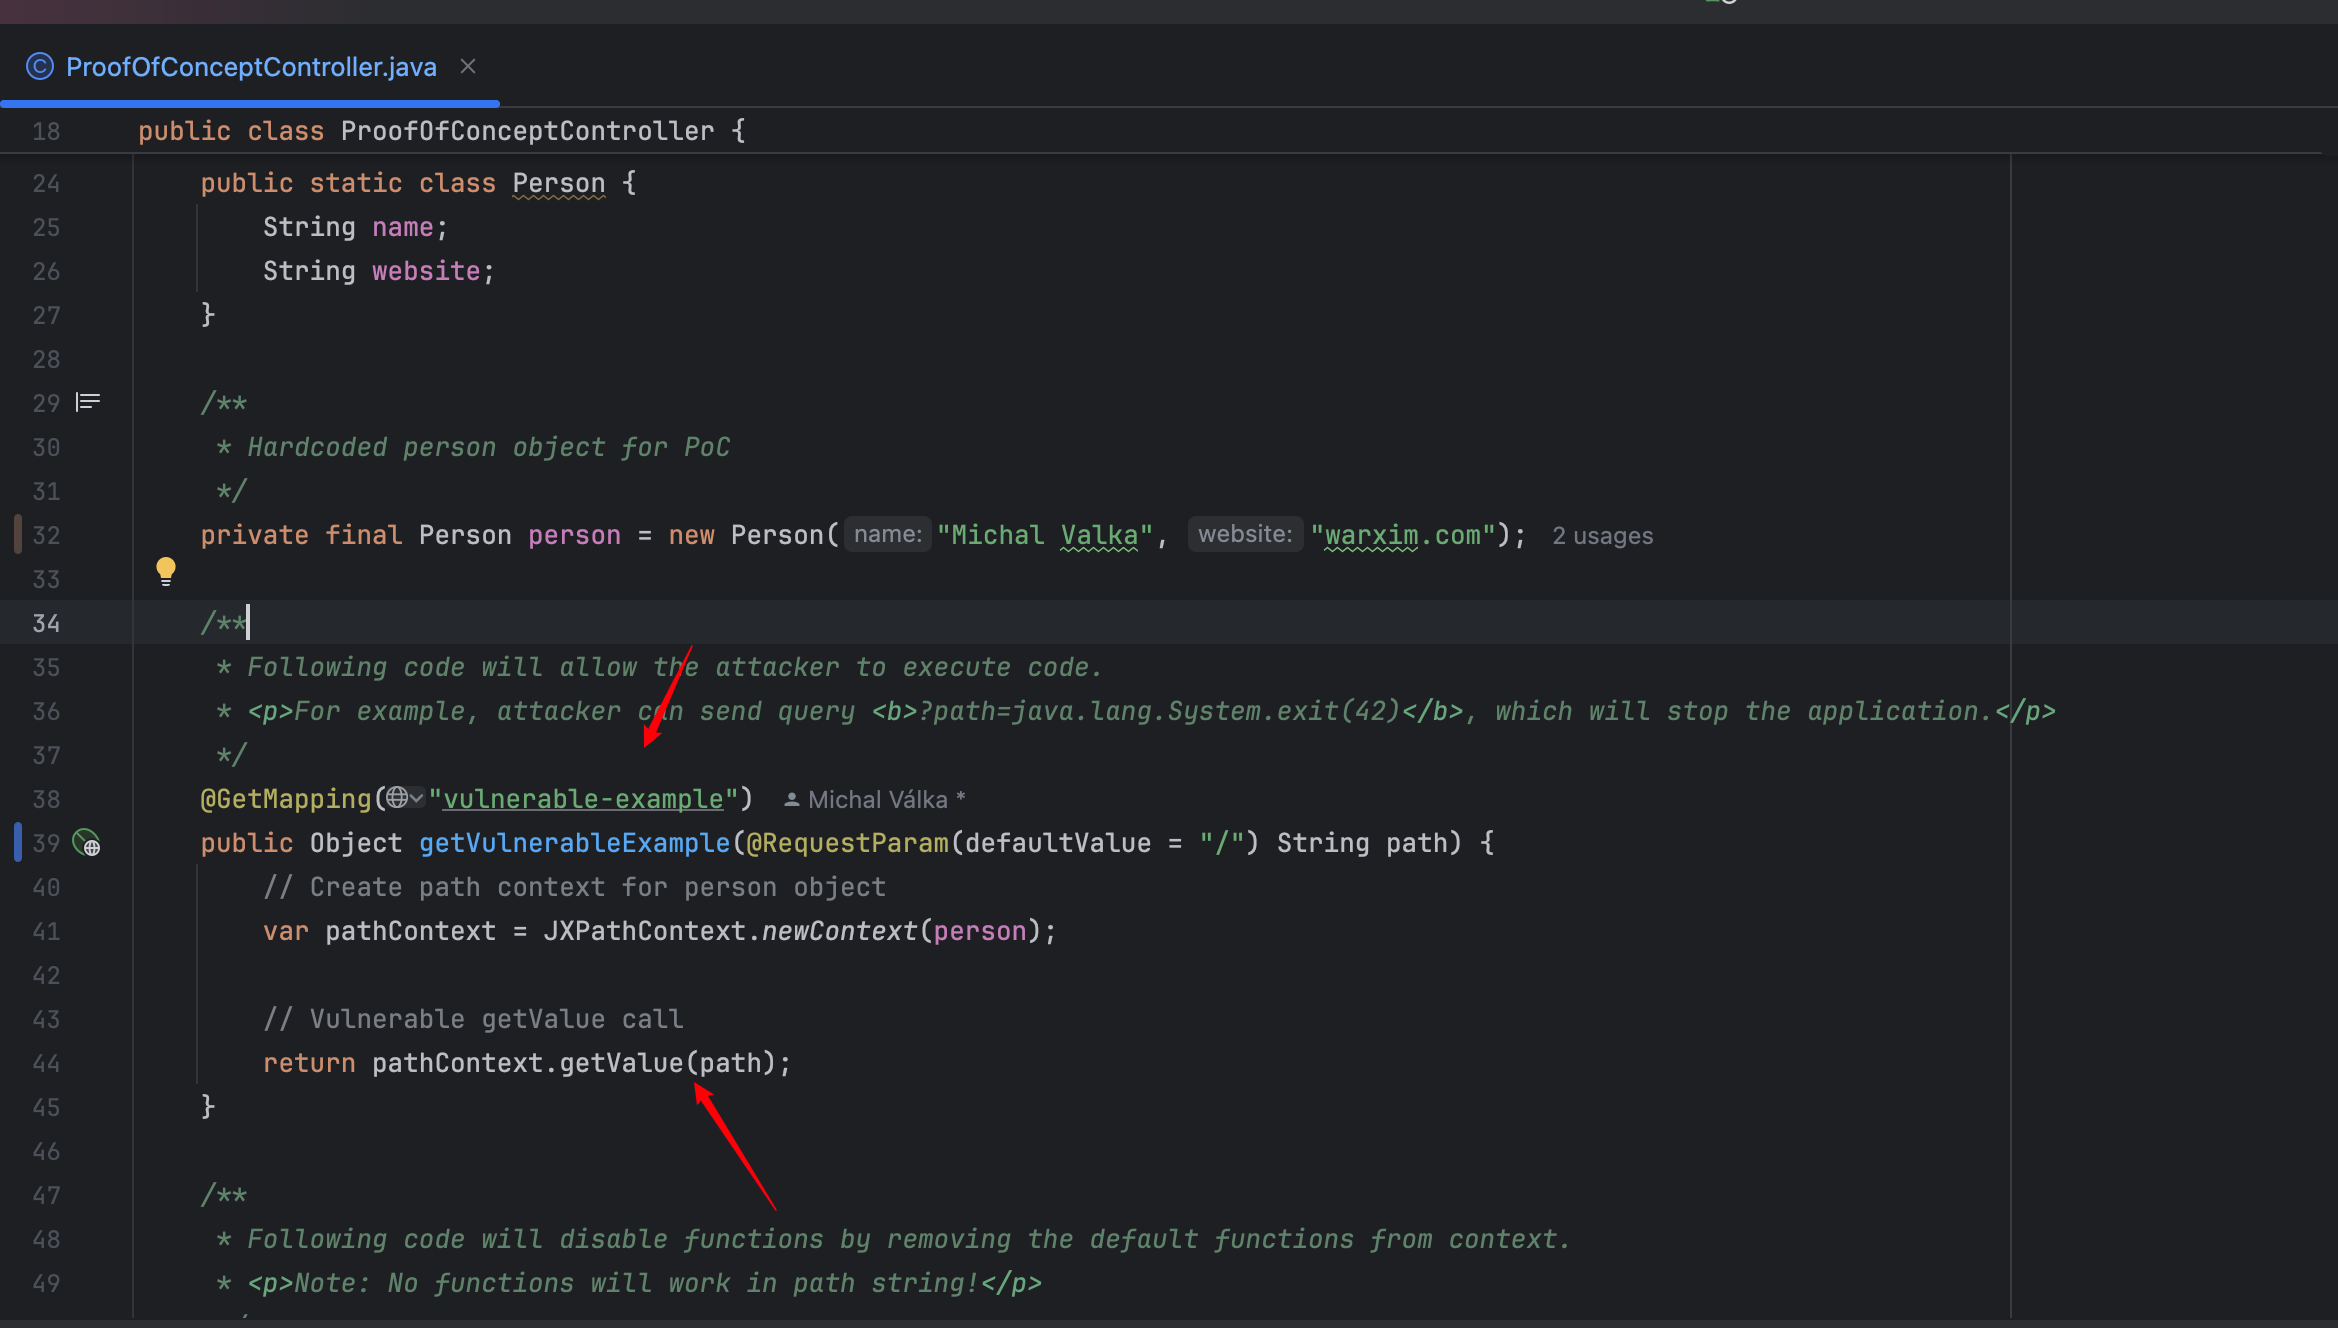 ProofOfConceptController.java
18 public class ProofOfConceptController {
24 public static class Person {
25 String name;
26 String website;
27 }
28
29 /**
30 * Hardcoded person object for PoC
31 */
32 private final Person person = new Person( name: "Michal Valka", website: "warxim.com"); 2 usages
33
34 /**
35 * Following code will allow the attacker to execute code.
36 * <p>For example, attacker can send query <b>?path=java.lang.System.exit(42)</b>, which will stop the application.</p>
37 */
38 @GetMapping("vulnerable-example") Michal Válka *
39 public Object getVulnerableExample(@RequestParam(defaultValue = "/") String path) {
40 // Create path context for person object
41 var pathContext = JXPathContext.newContext(person);
42
43 // Vulnerable getValue call
44 return pathContext.getValue(path);
45 }
46
47 /**
48 * Following code will disable functions by removing the default functions from context.
49 * <p>Note: No functions will work in path string!</p>